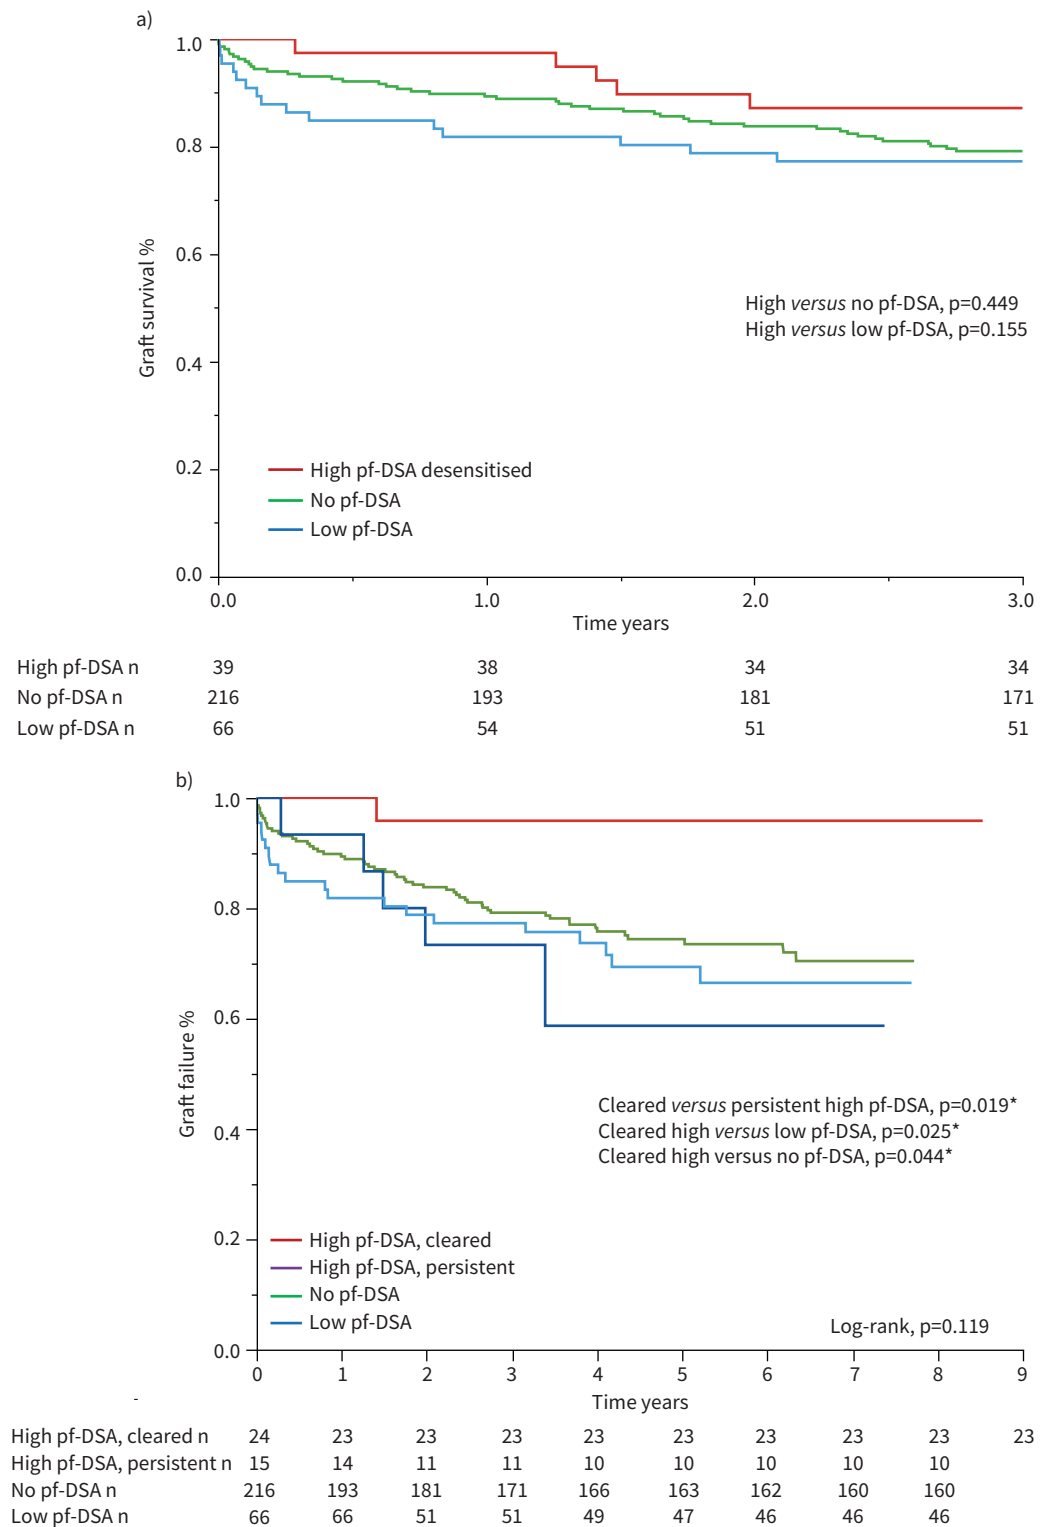 a)
1.0
0.8
0.6
0.4
0.2
0.0
Graft survival %
High versus no pf-DSA, p=0.449
High versus low pf-DSA, p=0.155
High pf-DSA desensitised
No pf-DSA
Low pf-DSA
0.0 1.0 2.0 3.0
Time years
High pf-DSA n 39 38 34 34
No pf-DSA n 216 193 181 171
Low pf-DSA n 66 54 51 51
b)
1.0
0.8
0.6
0.4
0.2
0.0
Graft failure %
Cleared versus persistent high pf-DSA, p=0.019*
Cleared high versus low pf-DSA, p=0.025*
Cleared high versus no pf-DSA, p=0.044*
High pf-DSA, cleared
High pf-DSA, persistent
No pf-DSA
Low pf-DSA
Log-rank, p=0.119
0 1 2 3 4 5 6 7 8 9
Time years
High pf-DSA, cleared n 24 23 23 23 23 23 23 23 23 23
High pf-DSA, persistent n 15 14 11 11 10 10 10 10 10
No pf-DSA n 216 193 181 171 166 163 162 160 160
Low pf-DSA n 66 66 51 51 49 47 46 46 46